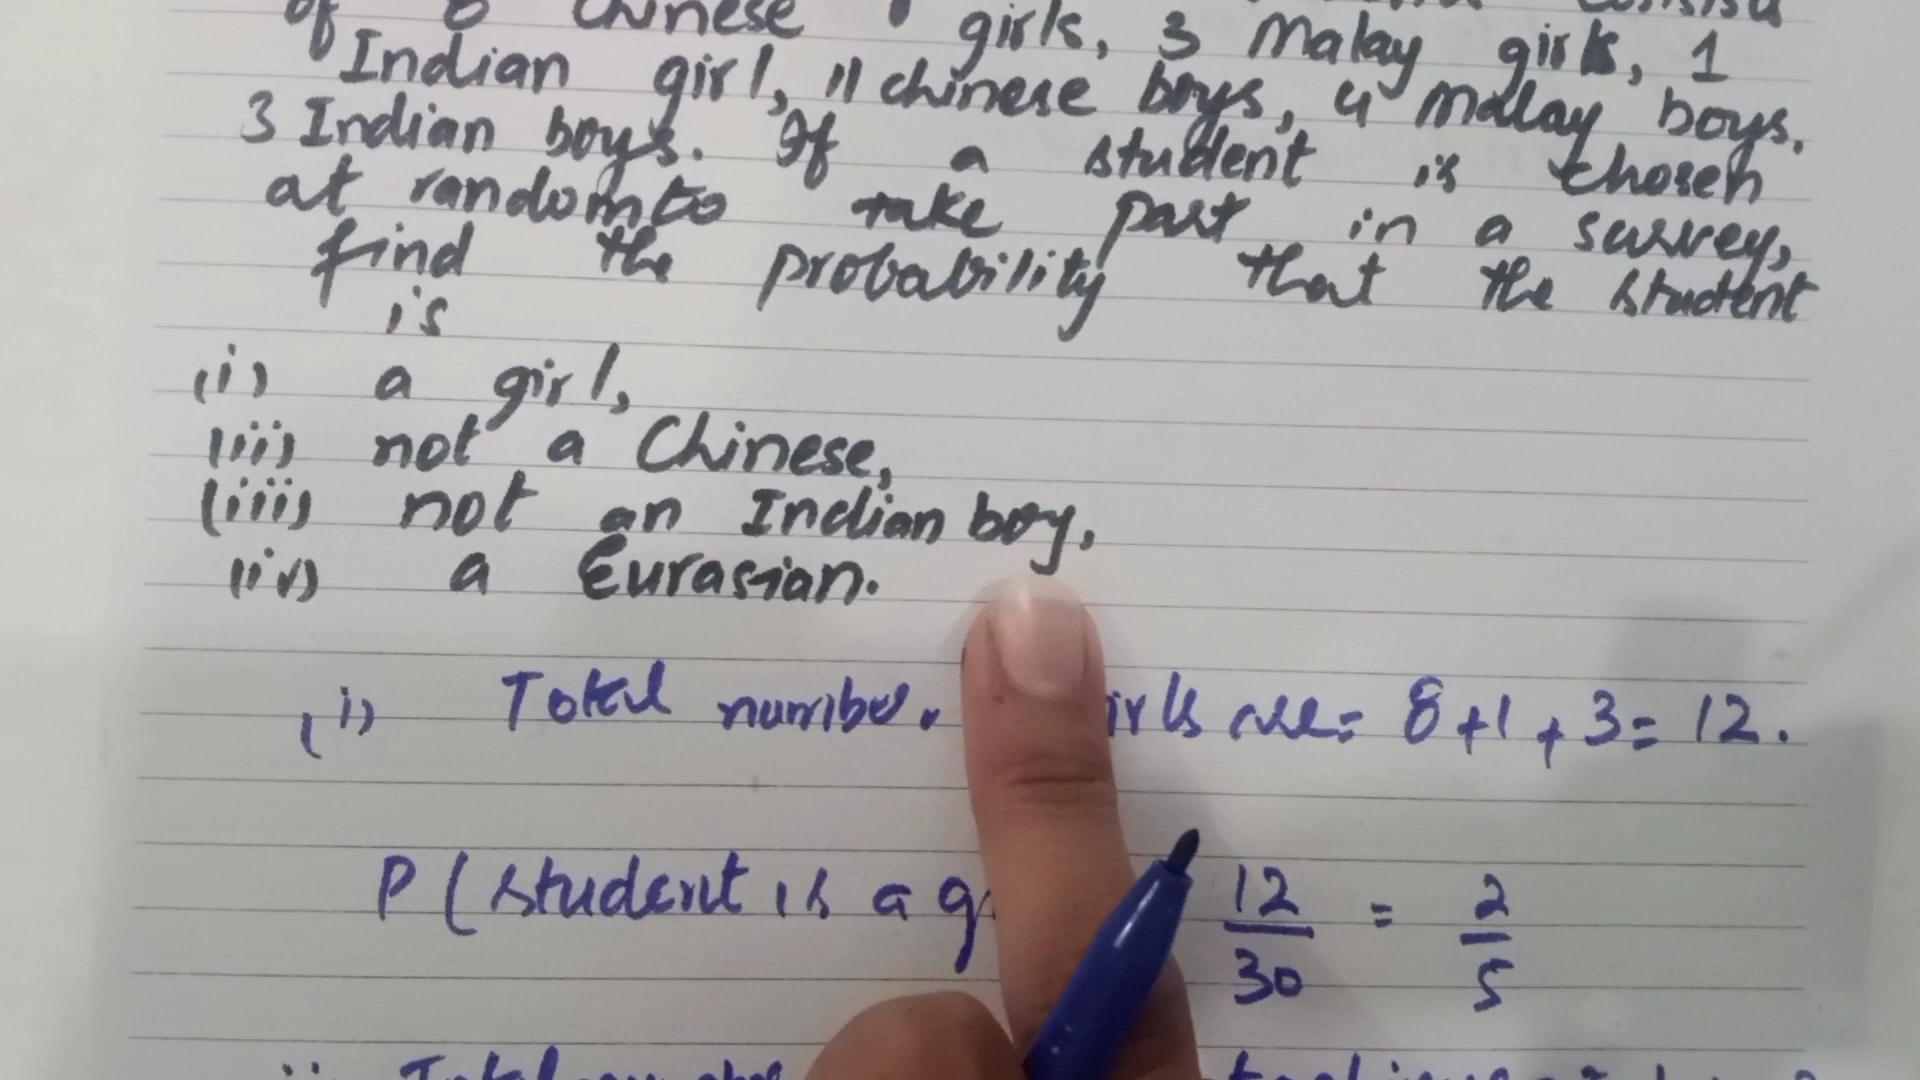 of 8 Chinese girls, 3 Malay girls, 1
Indian girl, 11 chinese boys, 4 Malay boys.
3 Indian boys. If a student is chosen
at random to take part in a survey,
find the probability that the student
is
(i) a girl,
(ii) not a Chinese,
(iii) not an Indian boy.
(iv) a Eurasian.
(i) Total number. irls are = 8+1+3= 12.
P(student is a g 12/30 = 2/5
ii Total